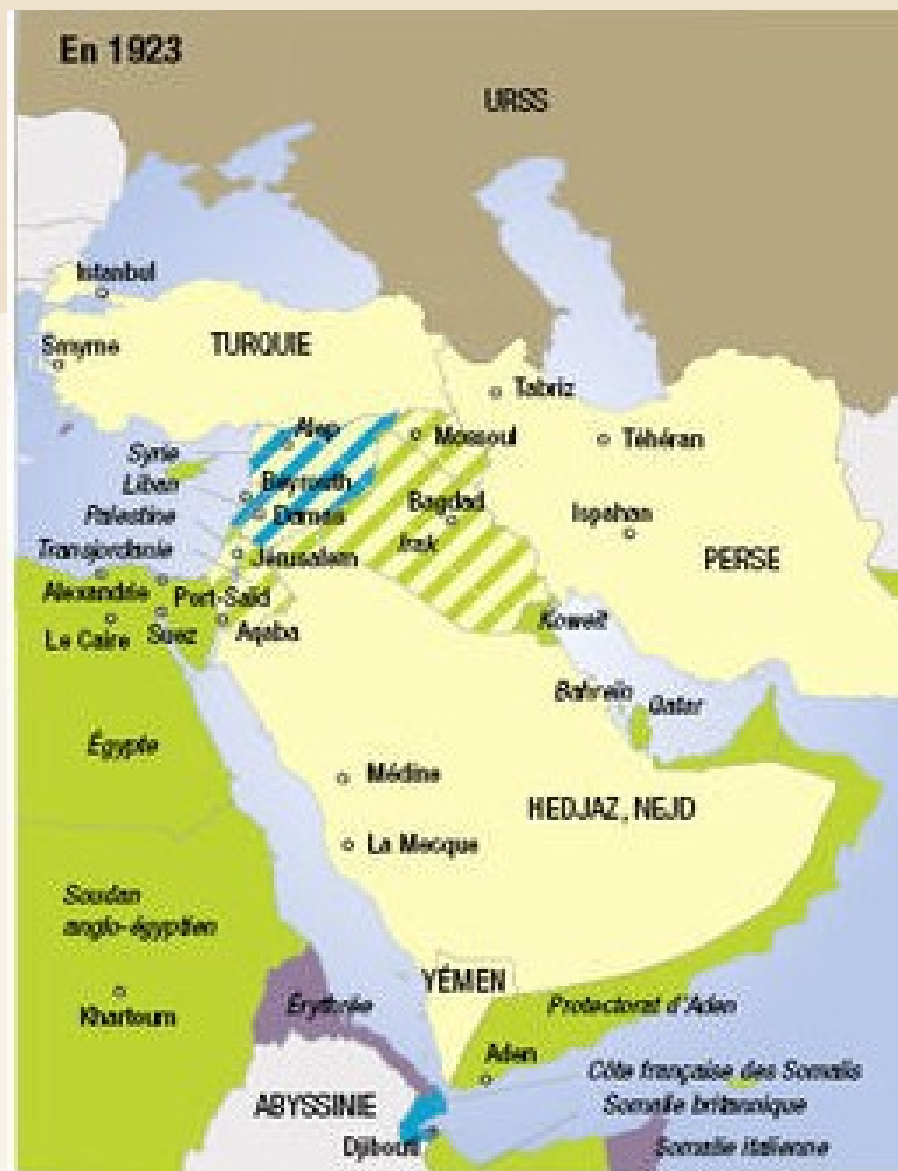 En 1923
URSS
Istanbul
Smyrne
TURQUIE
Tabriz
Alep
Mossoul
Téhéran
Syrie
Liban
Beyrouth
Bagdad
Ispahan
Palestine
Damas
Irak
Transjordanie
Jérusalem
PERSE
Alexandrie
Port-Saïd
Koweït
Le Caire
Suez
Aqaba
Bahreïn
Qatar
Égypte
Médine
HEDJAZ, NEJD
La Mecque
Soudan
anglo-égyptien
YÉMEN
Érythrée
Protectorat d'Aden
Khartoum
Aden
Côte française des Somalis
ABYSSINIE
Somalie britannique
Djibouti
Somalie italienne